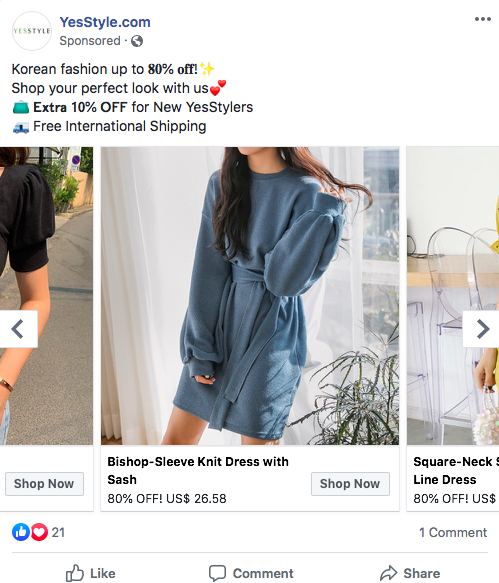 YESSTYLE
YesStyle.com
Sponsored ·
Korean fashion up to 80% off!✨
Shop your perfect look with us💕
👜 Extra 10% OFF for New YesStylers
🚐 Free International Shipping
Shop Now
Bishop-Sleeve Knit Dress with
Sash
80% OFF! US$ 26.58
Shop Now
Square-Neck S
Line Dress
80% OFF! US$
21
1 Comment
Like
Comment
Share